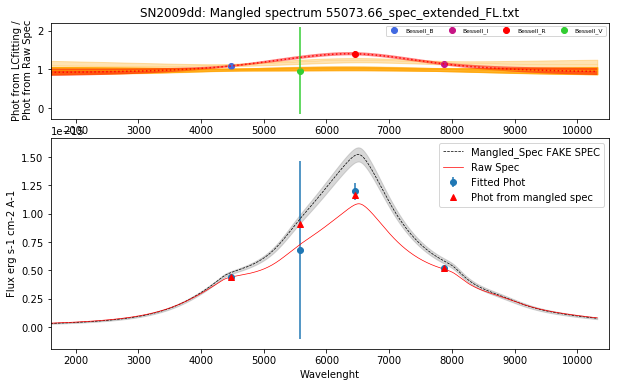 SN2009dd: Mangled spectrum 55073.66_spec_extended_FL.txt
Phot from LCfitting /
Phot from Raw Spec
2
1
0
Bessell_B
Bessell_I
Bessell_R
Bessell_V
2000 3000 4000 5000 6000 7000 8000 9000 10000
1e−15
Flux erg s-1 cm-2 A-1
1.50
1.25
1.00
0.75
0.50
0.25
0.00
Mangled_Spec FAKE SPEC
Raw Spec
Fitted Phot
Phot from mangled spec
2000 3000 4000 5000 6000 7000 8000 9000 10000
Wavelenght